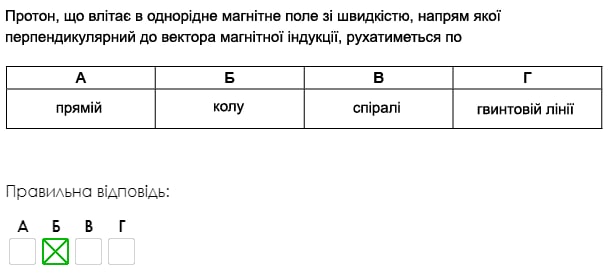 Протон, що влітає в однорідне магнітне поле зі швидкістю, напрям якої
перпендикулярний до вектора магнітної індукції, рухатиметься по
А Б В Г
прямій колу спіралі гвинтовій лінії
Правильна відповідь:
А Б В Г